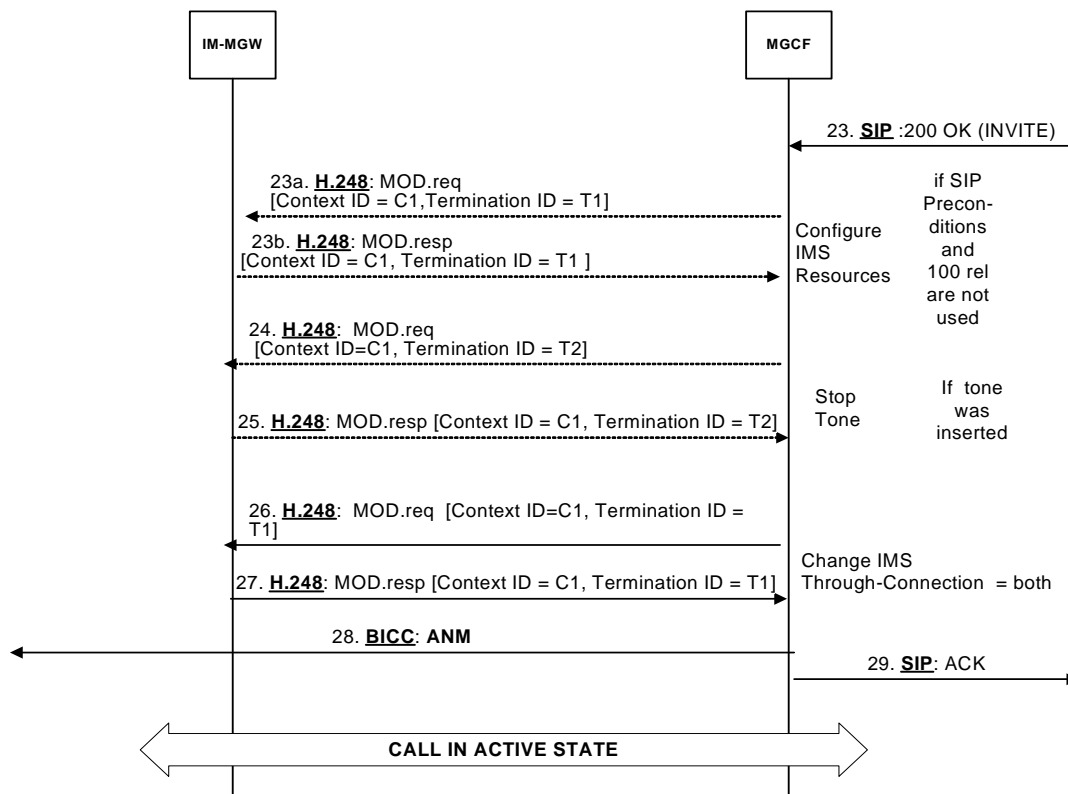 IM-MGW
MGCF
23. SIP :200 OK (INVITE)
23a. H.248: MOD.req
[Context ID = C1,Termination ID = T1]
23b. H.248: MOD.resp
[Context ID = C1, Termination ID = T1 ]
Configure
IMS
Resources
if SIP
Precon-
ditions
and
100 rel
are not
used
24. H.248: MOD.req
[Context ID=C1, Termination ID = T2]
25. H.248: MOD.resp [Context ID = C1, Termination ID = T2]
Stop
Tone
If tone
was
inserted
26. H.248: MOD.req [Context ID=C1, Termination ID =
T1]
27. H.248: MOD.resp [Context ID = C1, Termination ID = T1]
Change IMS
Through-Connection = both
28. BICC: ANM
29. SIP: ACK
CALL IN ACTIVE STATE